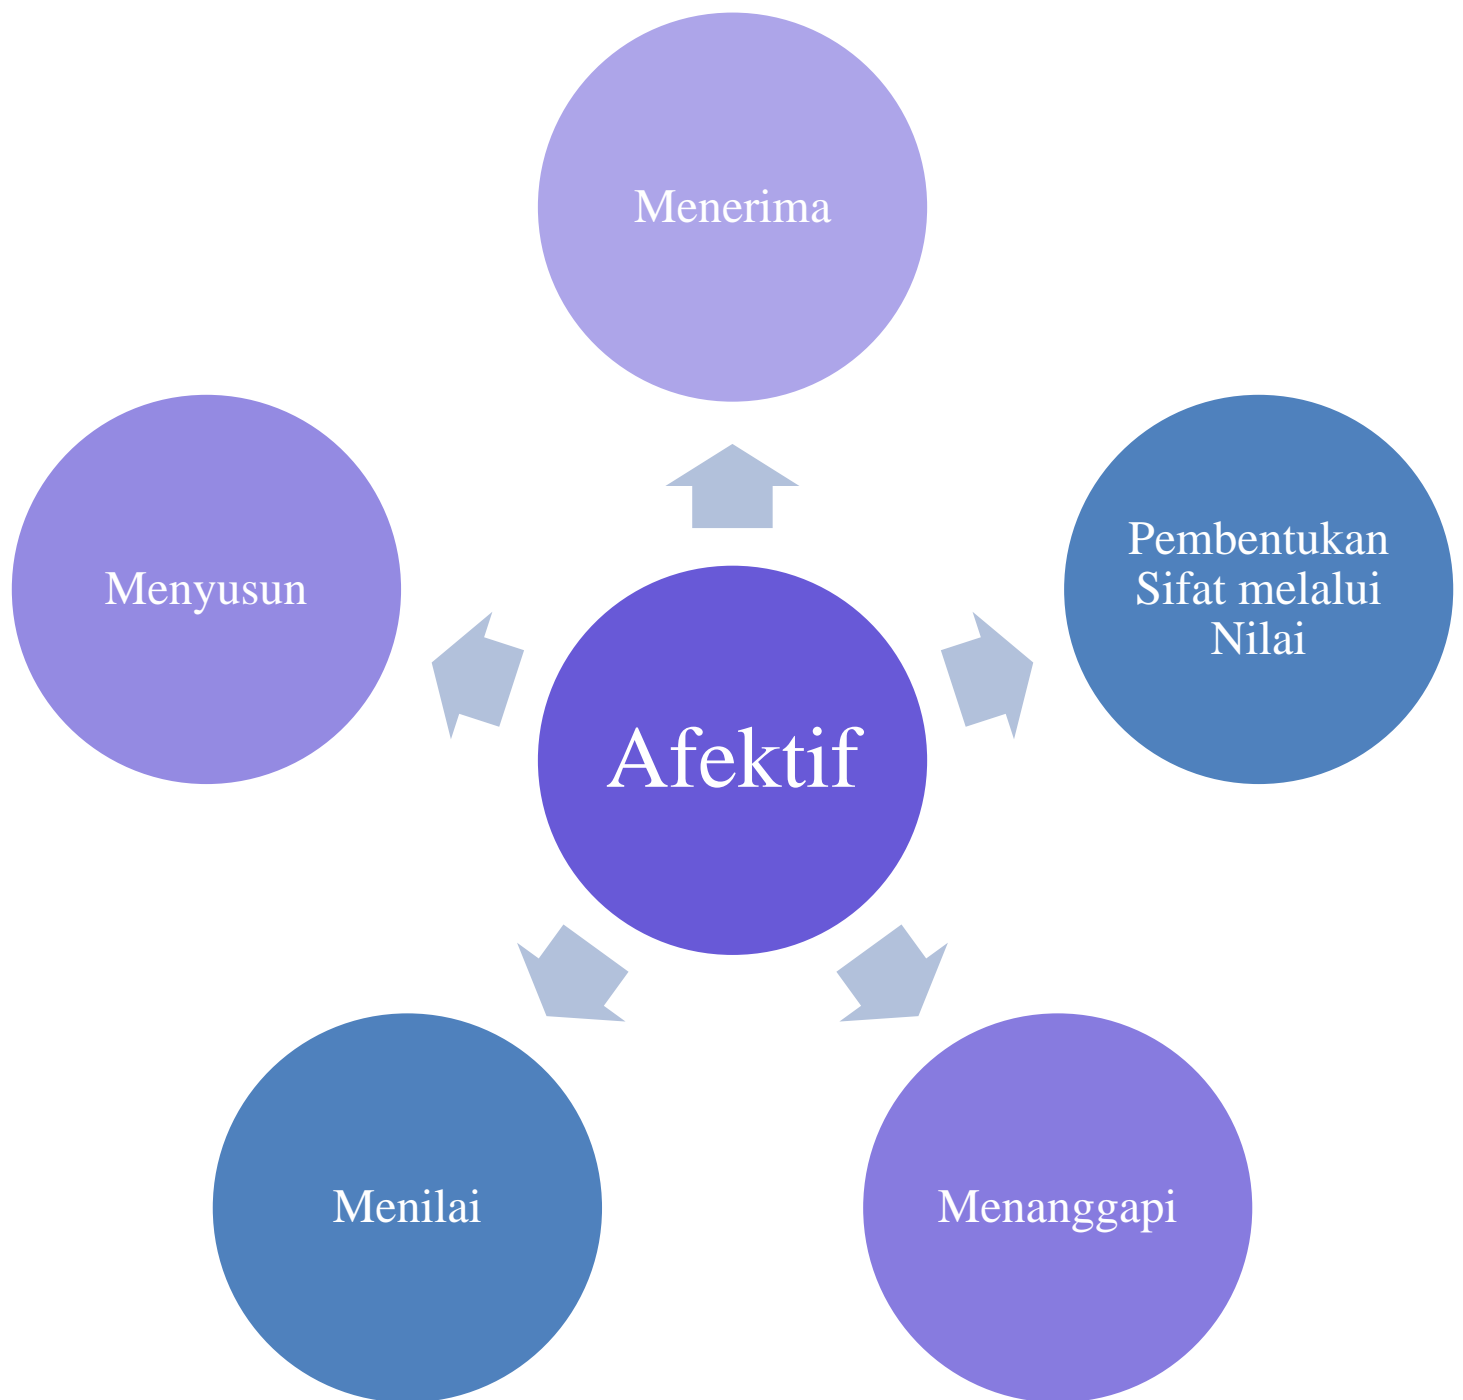 Menerima
Menyusun
Pembentukan
Sifat melalui
Nilai
Afektif
Menilai
Menanggapi